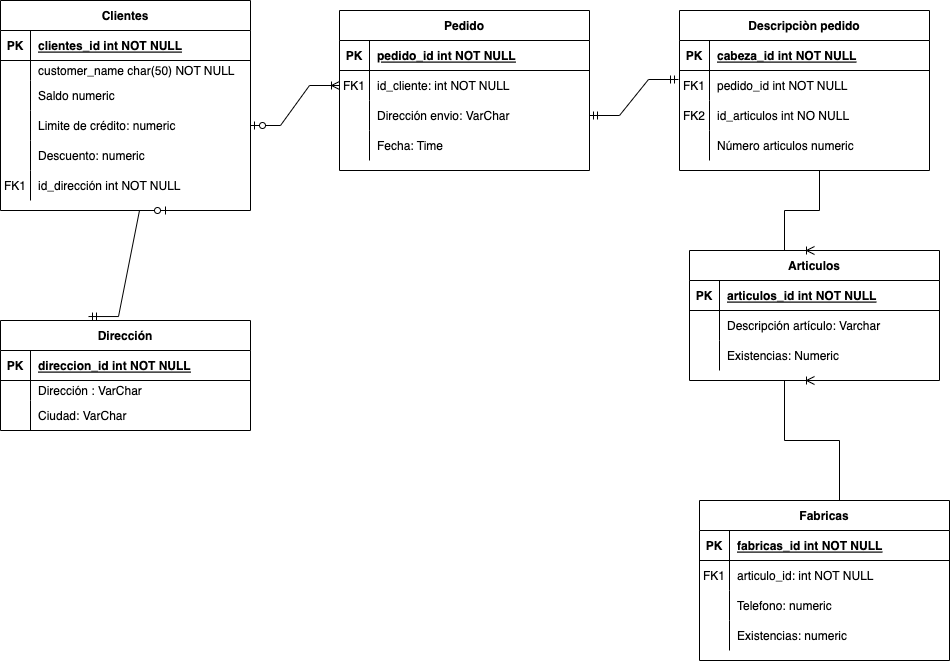 Clientes
PK clientes_id int NOT NULL
customer_name char(50) NOT NULL
Saldo numeric
Limite de crédito: numeric
Descuento: numeric
FK1 id_dirección int NOT NULL
Pedido
PK pedido_id int NOT NULL
FK1 id_cliente: int NOT NULL
Dirección envio: VarChar
Fecha: Time
Descripciòn pedido
PK cabeza_id int NOT NULL
FK1 pedido_id int NOT NULL
FK2 id_articulos int NO NULL
Número articulos numeric
Dirección
PK direccion_id int NOT NULL
Dirección : VarChar
Ciudad: VarChar
Articulos
PK articulos_id int NOT NULL
Descripción artículo: Varchar
Existencias: Numeric
Fabricas
PK fabricas_id int NOT NULL
FK1 articulo_id: int NOT NULL
Telefono: numeric
Existencias: numeric